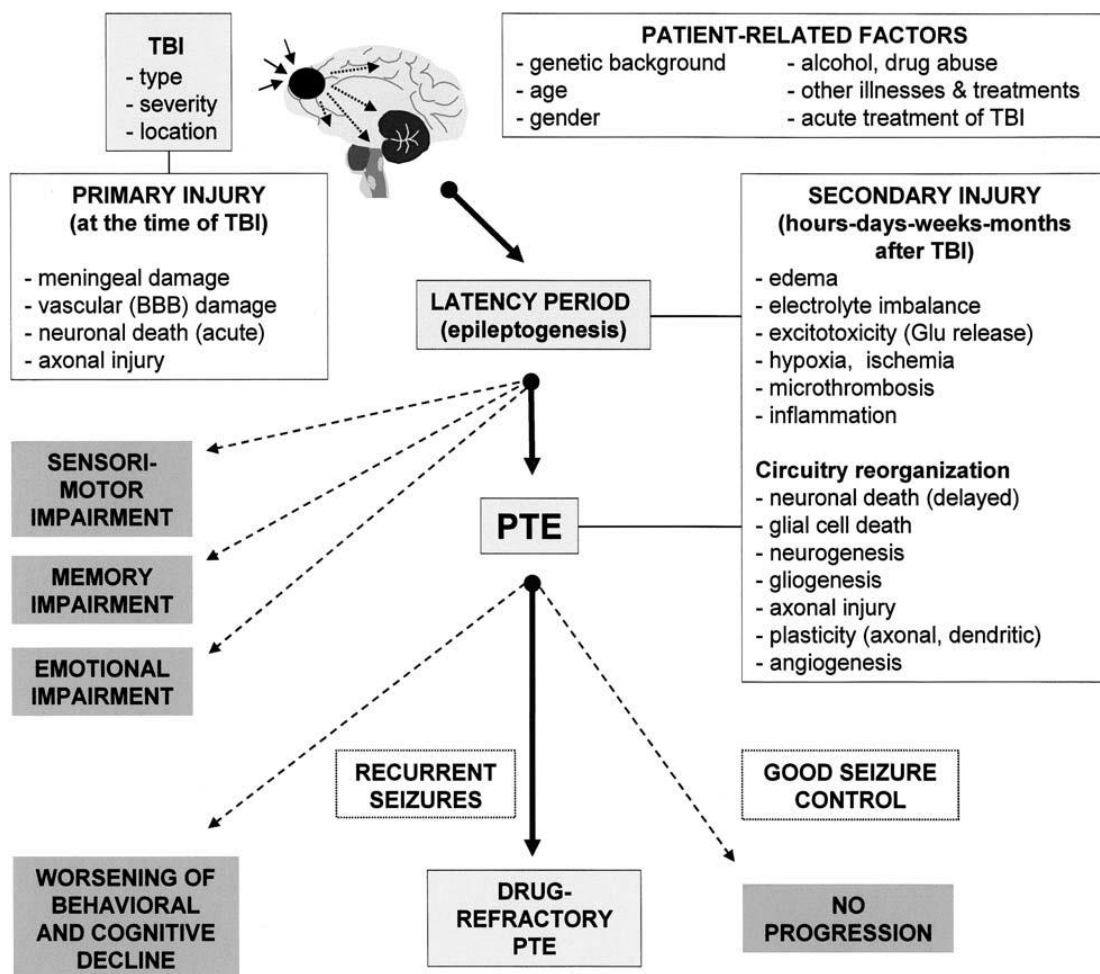 TBI
- type
- severity
- location
PATIENT-RELATED FACTORS
- genetic background
- age
- gender
- alcohol, drug abuse
- other illnesses & treatments
- acute treatment of TBI
PRIMARY INJURY
(at the time of TBI)
- meningeal damage
- vascular (BBB) damage
- neuronal death (acute)
- axonal injury
LATENCY PERIOD
(epileptogenesis)
SECONDARY INJURY
(hours-days-weeks-months
after TBI)
- edema
- electrolyte imbalance
- excitotoxicity (Glu release)
- hypoxia, ischemia
- microthrombosis
- inflammation
Circuitry reorganization
- neuronal death (delayed)
- glial cell death
- neurogenesis
- gliogenesis
- axonal injury
- plasticity (axonal, dendritic)
- angiogenesis
SENSORI-
MOTOR
IMPAIRMENT
MEMORY
IMPAIRMENT
EMOTIONAL
IMPAIRMENT
PTE
RECURRENT
SEIZURES
GOOD SEIZURE
CONTROL
WORSENING OF
BEHAVIORAL
AND COGNITIVE
DECLINE
DRUG-
REFRACTORY
PTE
NO
PROGRESSION